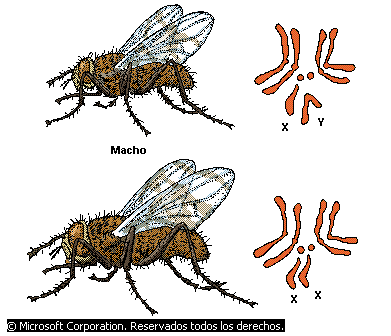 X Y
Macho
X X
© Microsoft Corporation. Reservados todos los derechos.